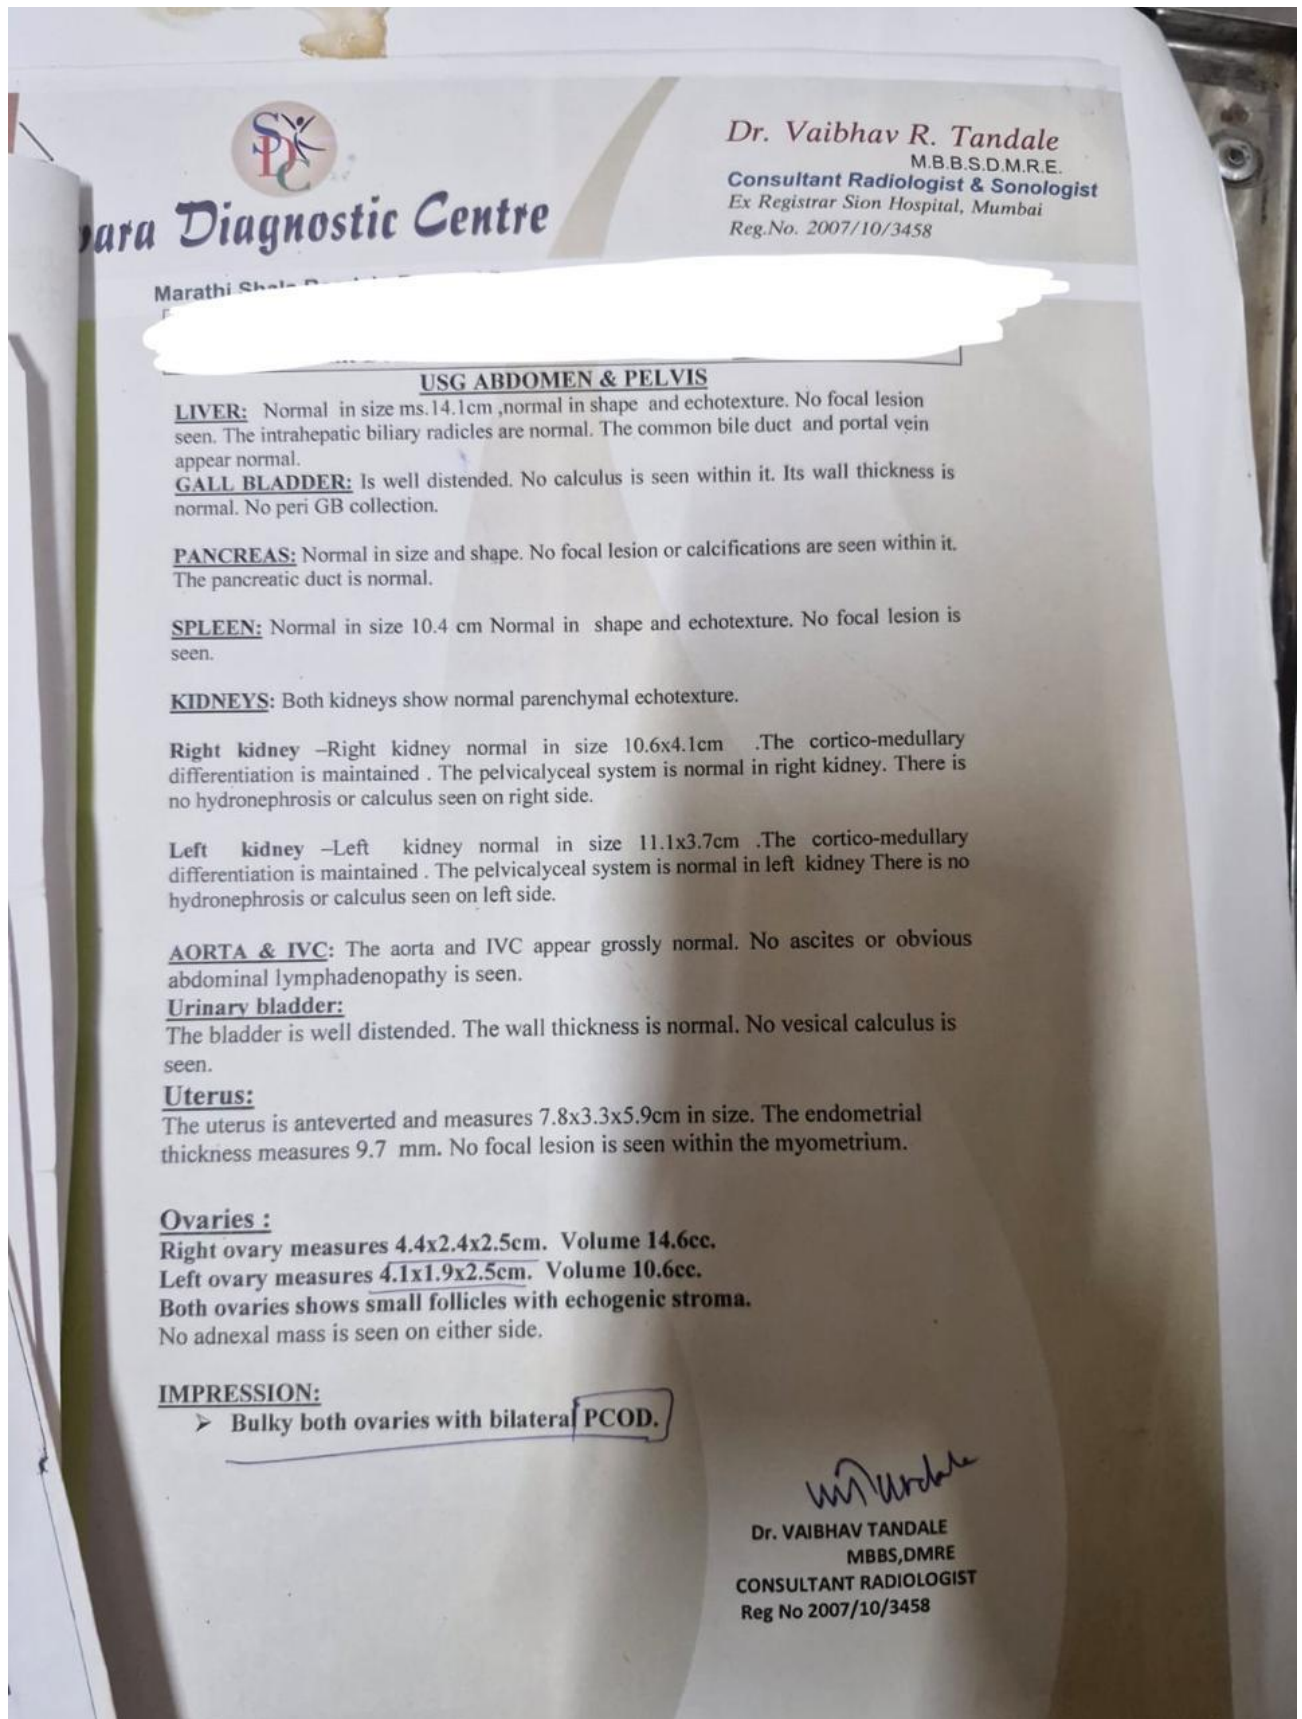 SDC
Diagnostic Centre
Dr. Vaibhav R. Tandale
M.B.B.S.D.M.R.E.
Consultant Radiologist & Sonologist
Ex Registrar Sion Hospital, Mumbai
Reg.No. 2007/10/3458
Marathi
USG ABDOMEN & PELVIS
LIVER: Normal in size ms.14.1cm ,normal in shape and echotexture. No focal lesion
seen. The intrahepatic biliary radicles are normal. The common bile duct and portal vein
appear normal.
GALL BLADDER: Is well distended. No calculus is seen within it. Its wall thickness is
normal. No peri GB collection.
PANCREAS: Normal in size and shape. No focal lesion or calcifications are seen within it.
The pancreatic duct is normal.
SPLEEN: Normal in size 10.4 cm Normal in shape and echotexture. No focal lesion is
seen.
KIDNEYS: Both kidneys show normal parenchymal echotexture.
Right kidney –Right kidney normal in size 10.6x4.1cm .The cortico-medullary
differentiation is maintained . The pelvicalyceal system is normal in right kidney. There is
no hydronephrosis or calculus seen on right side.
Left kidney –Left kidney normal in size 11.1x3.7cm .The cortico-medullary
differentiation is maintained . The pelvicalyceal system is normal in left kidney There is no
hydronephrosis or calculus seen on left side.
AORTA & IVC: The aorta and IVC appear grossly normal. No ascites or obvious
abdominal lymphadenopathy is seen.
Urinary bladder:
The bladder is well distended. The wall thickness is normal. No vesical calculus is
seen.
Uterus:
The uterus is anteverted and measures 7.8x3.3x5.9cm in size. The endometrial
thickness measures 9.7 mm. No focal lesion is seen within the myometrium.
Ovaries :
Right ovary measures 4.4x2.4x2.5cm. Volume 14.6cc.
Left ovary measures 4.1x1.9x2.5cm. Volume 10.6cc.
Both ovaries shows small follicles with echogenic stroma.
No adnexal mass is seen on either side.
IMPRESSION:
➢ Bulky both ovaries with bilateral PCOD.
Dr. VAIBHAV TANDALE
MBBS,DMRE
CONSULTANT RADIOLOGIST
Reg No 2007/10/3458